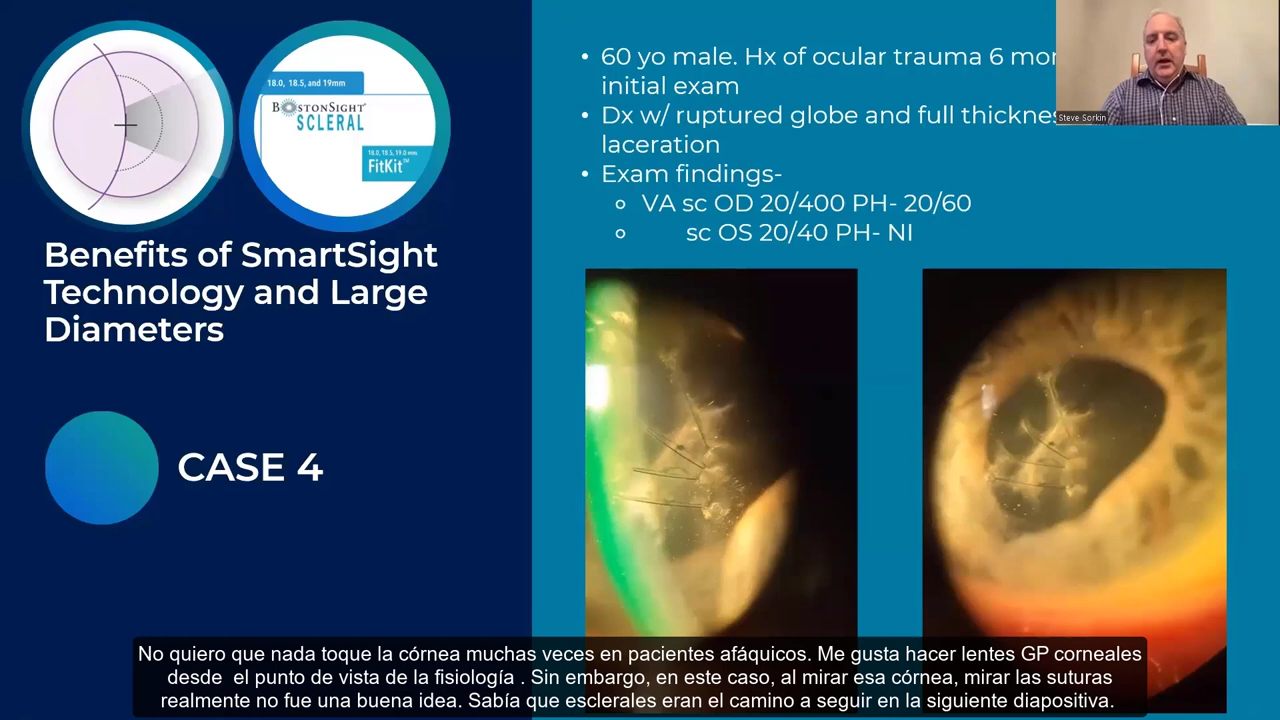 18.0, 18.5, and 19mm
BOSTONSIGHT®
SCLERAL
18.0, 18.5, 19.0 mm
FitKit™
Benefits of SmartSight
Technology and Large
Diameters
CASE 4
• 60 yo male. Hx of ocular trauma 6
initial exam
• Dx w/ ruptured globe and full
laceration
• Exam findings-
VA sc OD 20/400 PH- 20/60
sc OS 20/40 PH- NI
Steve Sorkin
No quiero que nada toque la córnea muchas veces en pacientes afáquicos. Me gusta hacer lentes GP corneales
desde el punto de vista de la fisiología . Sin embargo, en este caso, al mirar esa córnea, mirar las suturas
realmente no fue una buena idea. Sabía que esclerales eran el camino a seguir en la siguiente diapositiva.